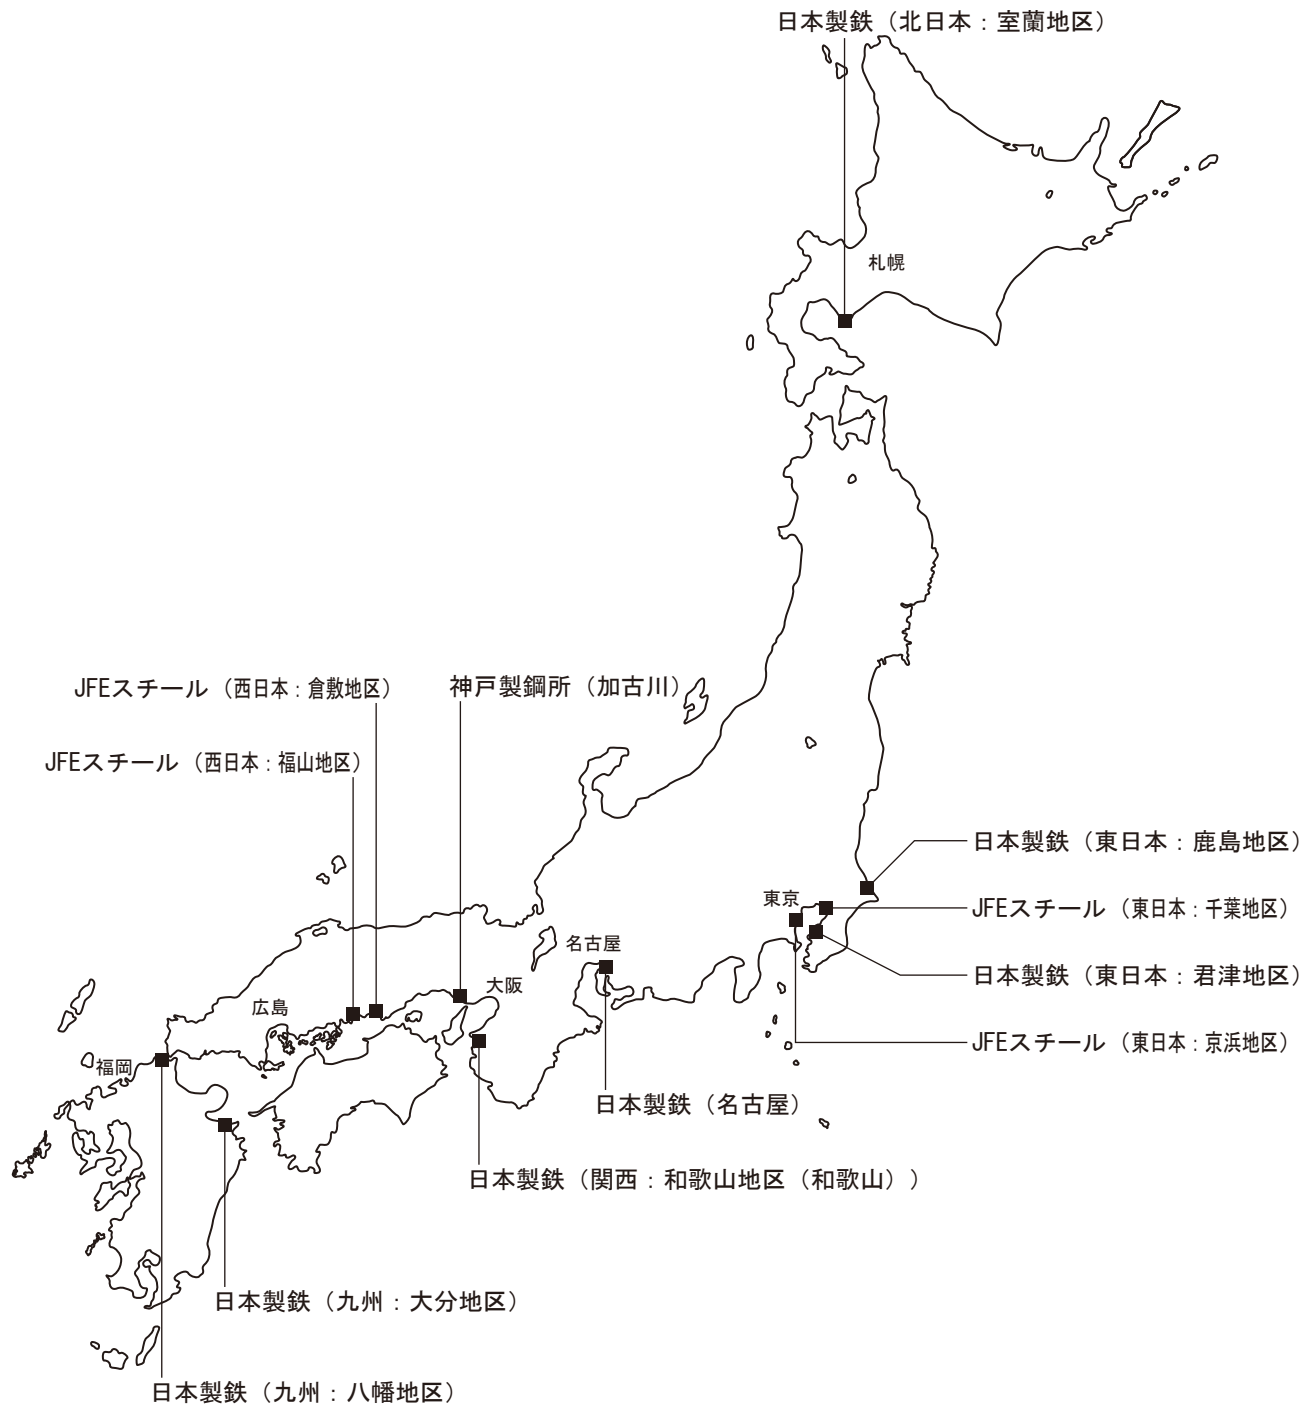 日本製鉄（北日本：室蘭地区）
札幌
JFEスチール（西日本：倉敷地区）
神戸製鋼所（加古川）
JFEスチール（西日本：福山地区）
日本製鉄（東日本：鹿島地区）
東京
JFEスチール（東日本：千葉地区）
名古屋
日本製鉄（東日本：君津地区）
大阪
広島
JFEスチール（東日本：京浜地区）
福岡
日本製鉄（名古屋）
日本製鉄（関西：和歌山地区（和歌山））
日本製鉄（九州：大分地区）
日本製鉄（九州：八幡地区）